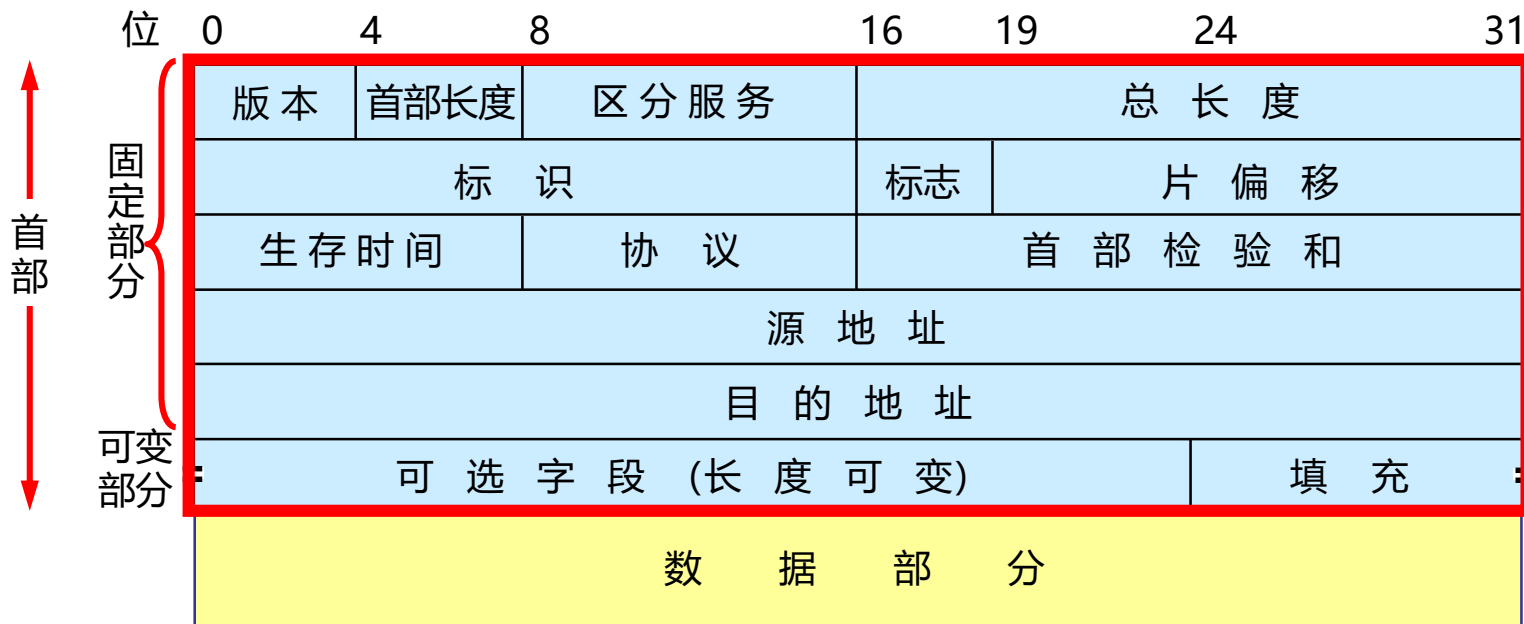 位 0 4 8 16 19 24 31
版 本 首部长度 区 分 服 务 总 长 度
标 识 标志 片 偏 移
生 存 时 间 协 议 首 部 检 验 和
源 地 址
目 的 地 址
可 选 字 段 (长 度 可 变) 填 充
数 据 部 分
首部
固定部分
可变
部分